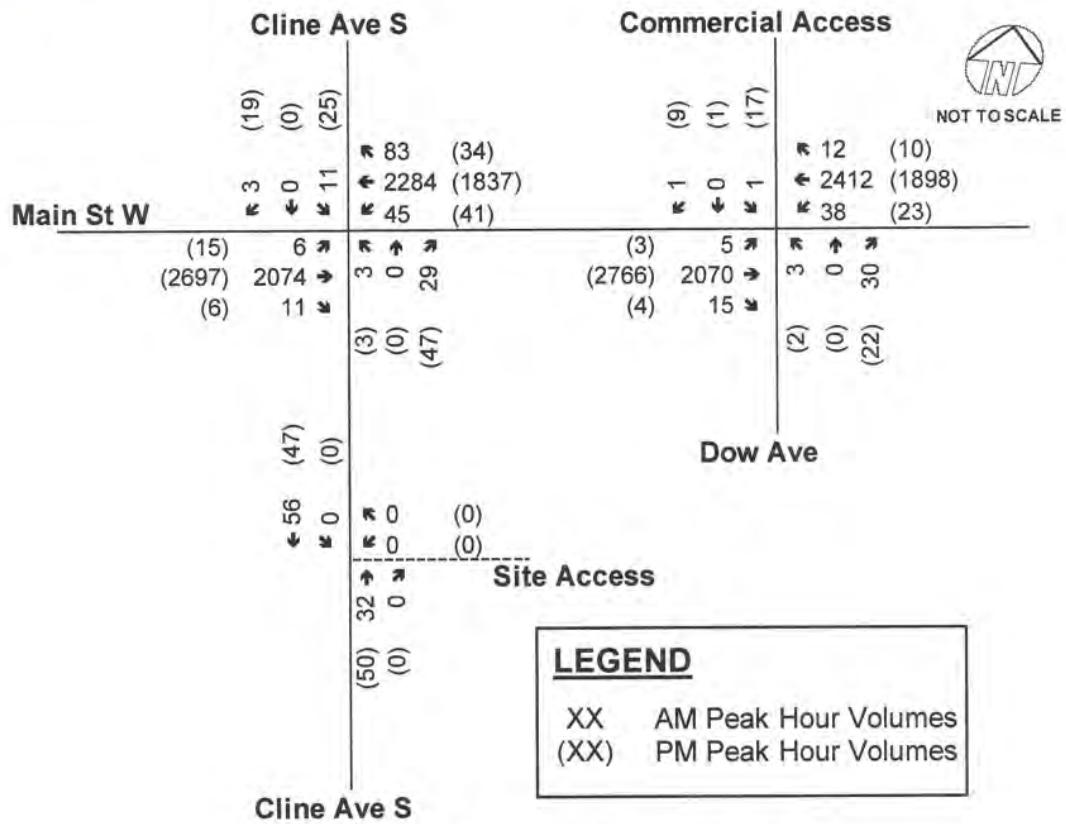 Cline Ave S
Commercial Access
N
NOT TO SCALE
(19) (0) (25)
(9) (1) (17)
3 0 11
1 0 1
83 (34)
2284 (1837)
45 (41)
12 (10)
2412 (1898)
38 (23)
Main St W
(15) 6
(2697) 2074
(6) 11
3 0 29
(3) (0) (47)
(3) 5
(2766) 2070
(4) 15
3 0 30
(2) (0) (22)
Dow Ave
(47) (0)
56 0
0 (0)
0 (0)
Site Access
32 0
(50) (0)
LEGEND
XX AM Peak Hour Volumes
(XX) PM Peak Hour Volumes
Cline Ave S